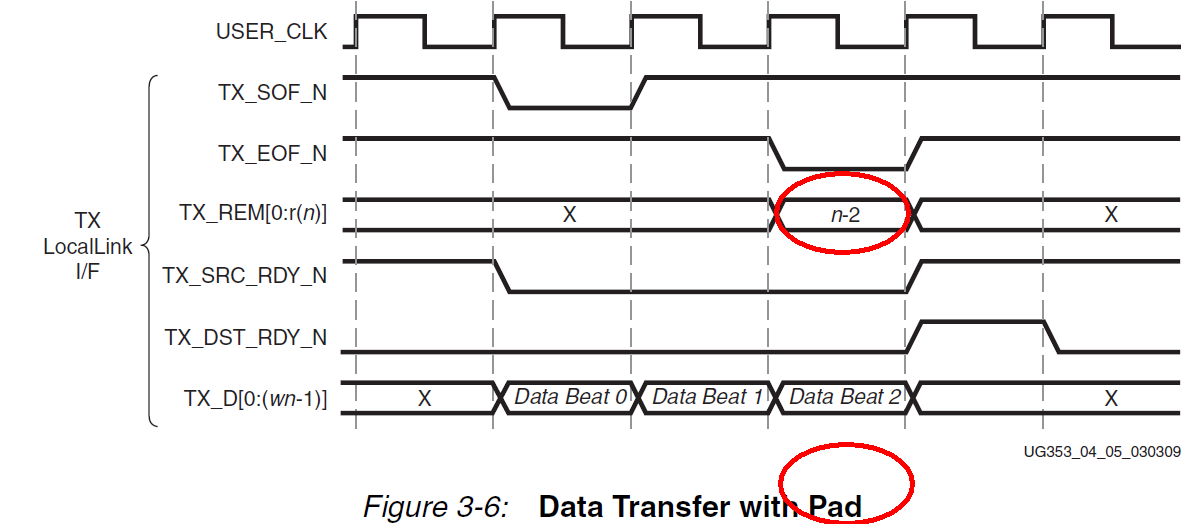 USER_CLK
TX_SOF_N
TX_EOF_N
TX_REM[0:r(n)] X n-2 X
TX
LocalLink
I/F
TX_SRC_RDY_N
TX_DST_RDY_N
TX_D[0:(wn-1)] X Data Beat 0 Data Beat 1 Data Beat 2 X
UG353_04_05_030309
Figure 3-6: Data Transfer with Pad